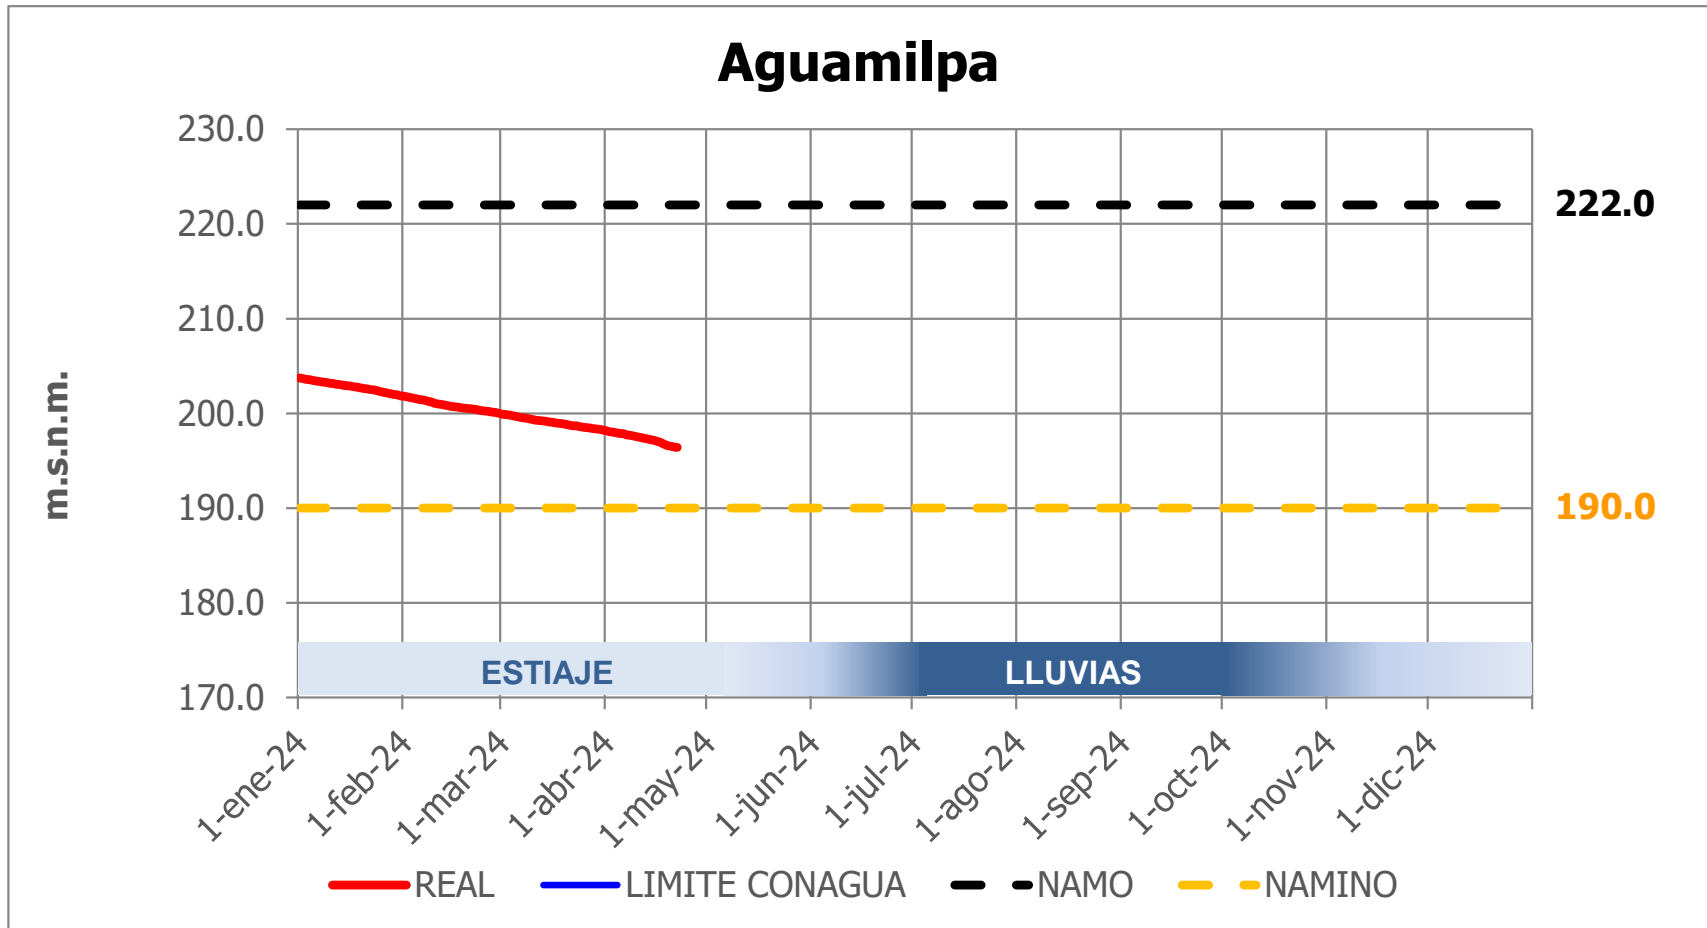 Aguamilpa
230.0
220.0
210.0
200.0
190.0
180.0
170.0
m.s.n.m.
222.0
190.0
ESTIAJE
LLUVIAS
1-ene-24
1-feb-24
1-mar-24
1-abr-24
1-may-24
1-jun-24
1-jul-24
1-ago-24
1-sep-24
1-oct-24
1-nov-24
1-dic-24
REAL
LIMITE CONAGUA
NAMO
NAMINO